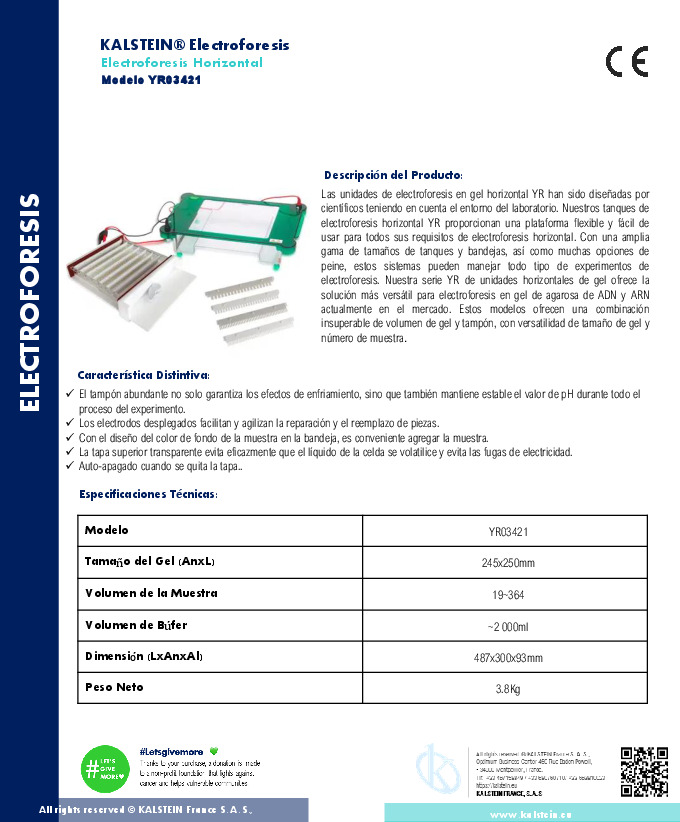 KALSTEIN® Electroforesis
Electroforesis Horizontal
Modelo YR03421
CE
ELECTROFORESIS
Descripción del Producto:
Las unidades de electroforesis en gel horizontal YR han sido diseñadas por
científicos teniendo en cuenta el entorno del laboratorio. Nuestros tanques de
electroforesis horizontal YR proporcionan una plataforma flexible y fácil de
usar para todos sus requisitos de electroforesis horizontal. Con una amplia
gama de tamaños de tanques y bandejas, así como muchas opciones de
peine, estos sistemas pueden manejar todo tipo de experimentos de
electroforesis. Nuestra serie YR de unidades horizontales de gel ofrece la
solución más versátil para electroforesis en gel de agarosa de ADN y ARN
actualmente en el mercado. Estos modelos ofrecen una combinación
insuperable de volumen de gel y tampón, con versatilidad de tamaño de gel y
número de muestra.
Característica Distintiva:
✓ El tampón abundante no solo garantiza los efectos de enfriamiento, sino que también mantiene estable el valor de pH durante todo el
proceso del experimento.
✓ Los electrodos desplegados facilitan y agilizan la reparación y el reemplazo de piezas.
✓ Con el diseño del color de fondo de la muestra en la bandeja, es conveniente agregar la muestra.
✓ La tapa superior transparente evita eficazmente que el líquido de la celda se volatilice y evita las fugas de electricidad.
✓ Auto-apagado cuando se quita la tapa..
Especificaciones Técnicas:
Modelo YR03421
Tamaño del Gel (AnxL) 245x250mm
Volumen de la Muestra 19~364
Volumen de Búfer ~2 000ml
Dimensión (LxAnxAl) 487x300x93mm
Peso Neto 3.8Kg
#LET'S GIVE MORE
#Letsgivemore
Thanks to your purchase, a donation is made
to a non-profit foundation that fights against
cancer and helps vulnerable communities
All rights reserved ©KALSTEIN France S. A. S.,
Optimum Business Center 450 Rue Baden Powell,
34000 Montpellier, France.
https://kalstein.eu
KALSTEIN FRANCE, S.A.S
All rights reserved © KALSTEIN France S.A.S.,
www.kalstein.eu